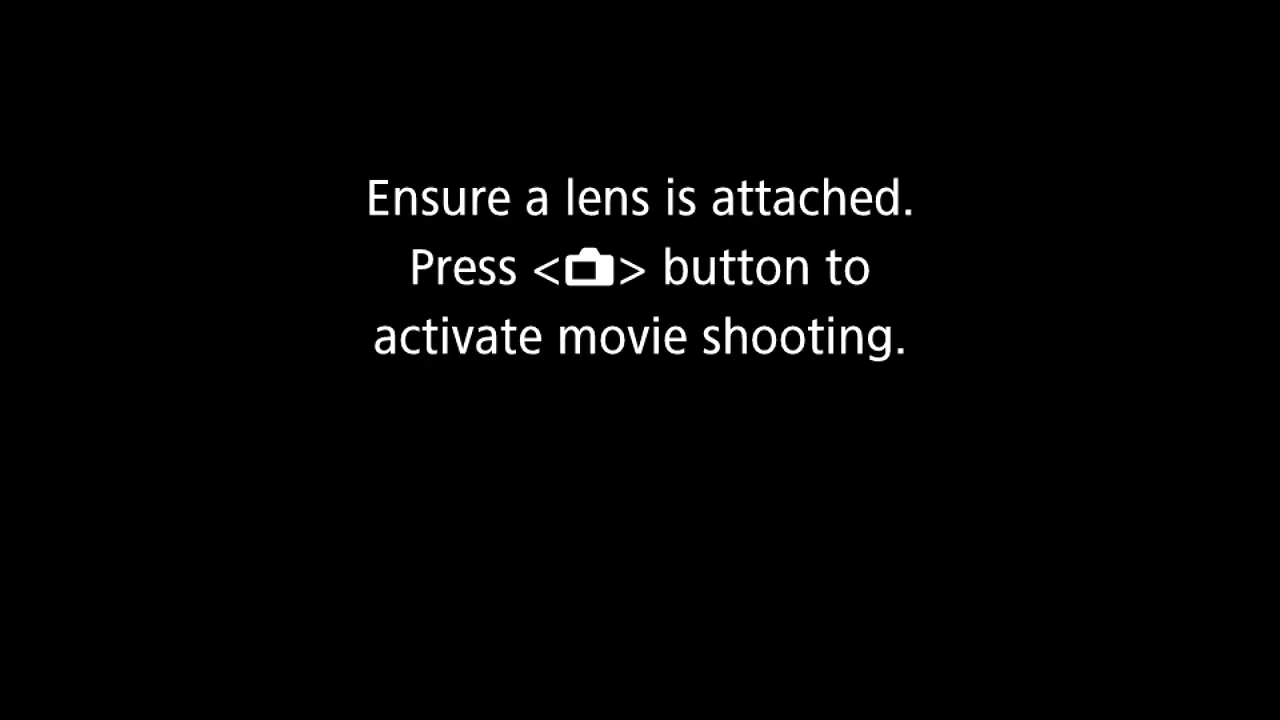 Ensure a lens is attached.
Press <📷> button to
activate movie shooting.